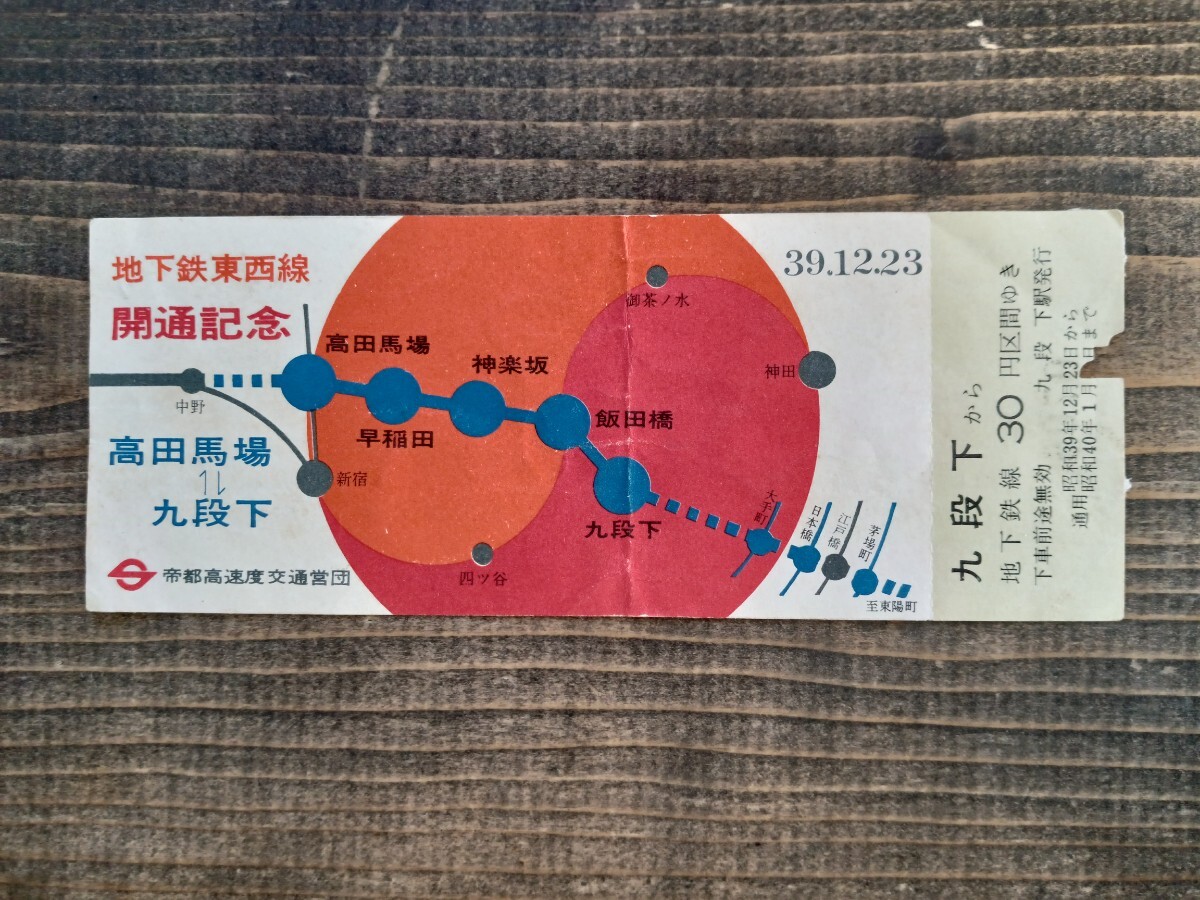 地下鉄東西線
開通記念
39.12.23
御茶ノ水
高田馬場
神楽坂
神田
中野
早稲田
飯田橋
高田馬場
新宿
九段下
九段下
大手町
日本橋
江戸橋
茅場町
四ツ谷
帝都高速度交通営団
至東陽町
九段下から
地下鉄線 30 円区間ゆき
下車前途無効 九段下駅発行
通用昭和39年12月23日から
昭和40年1月 日まで